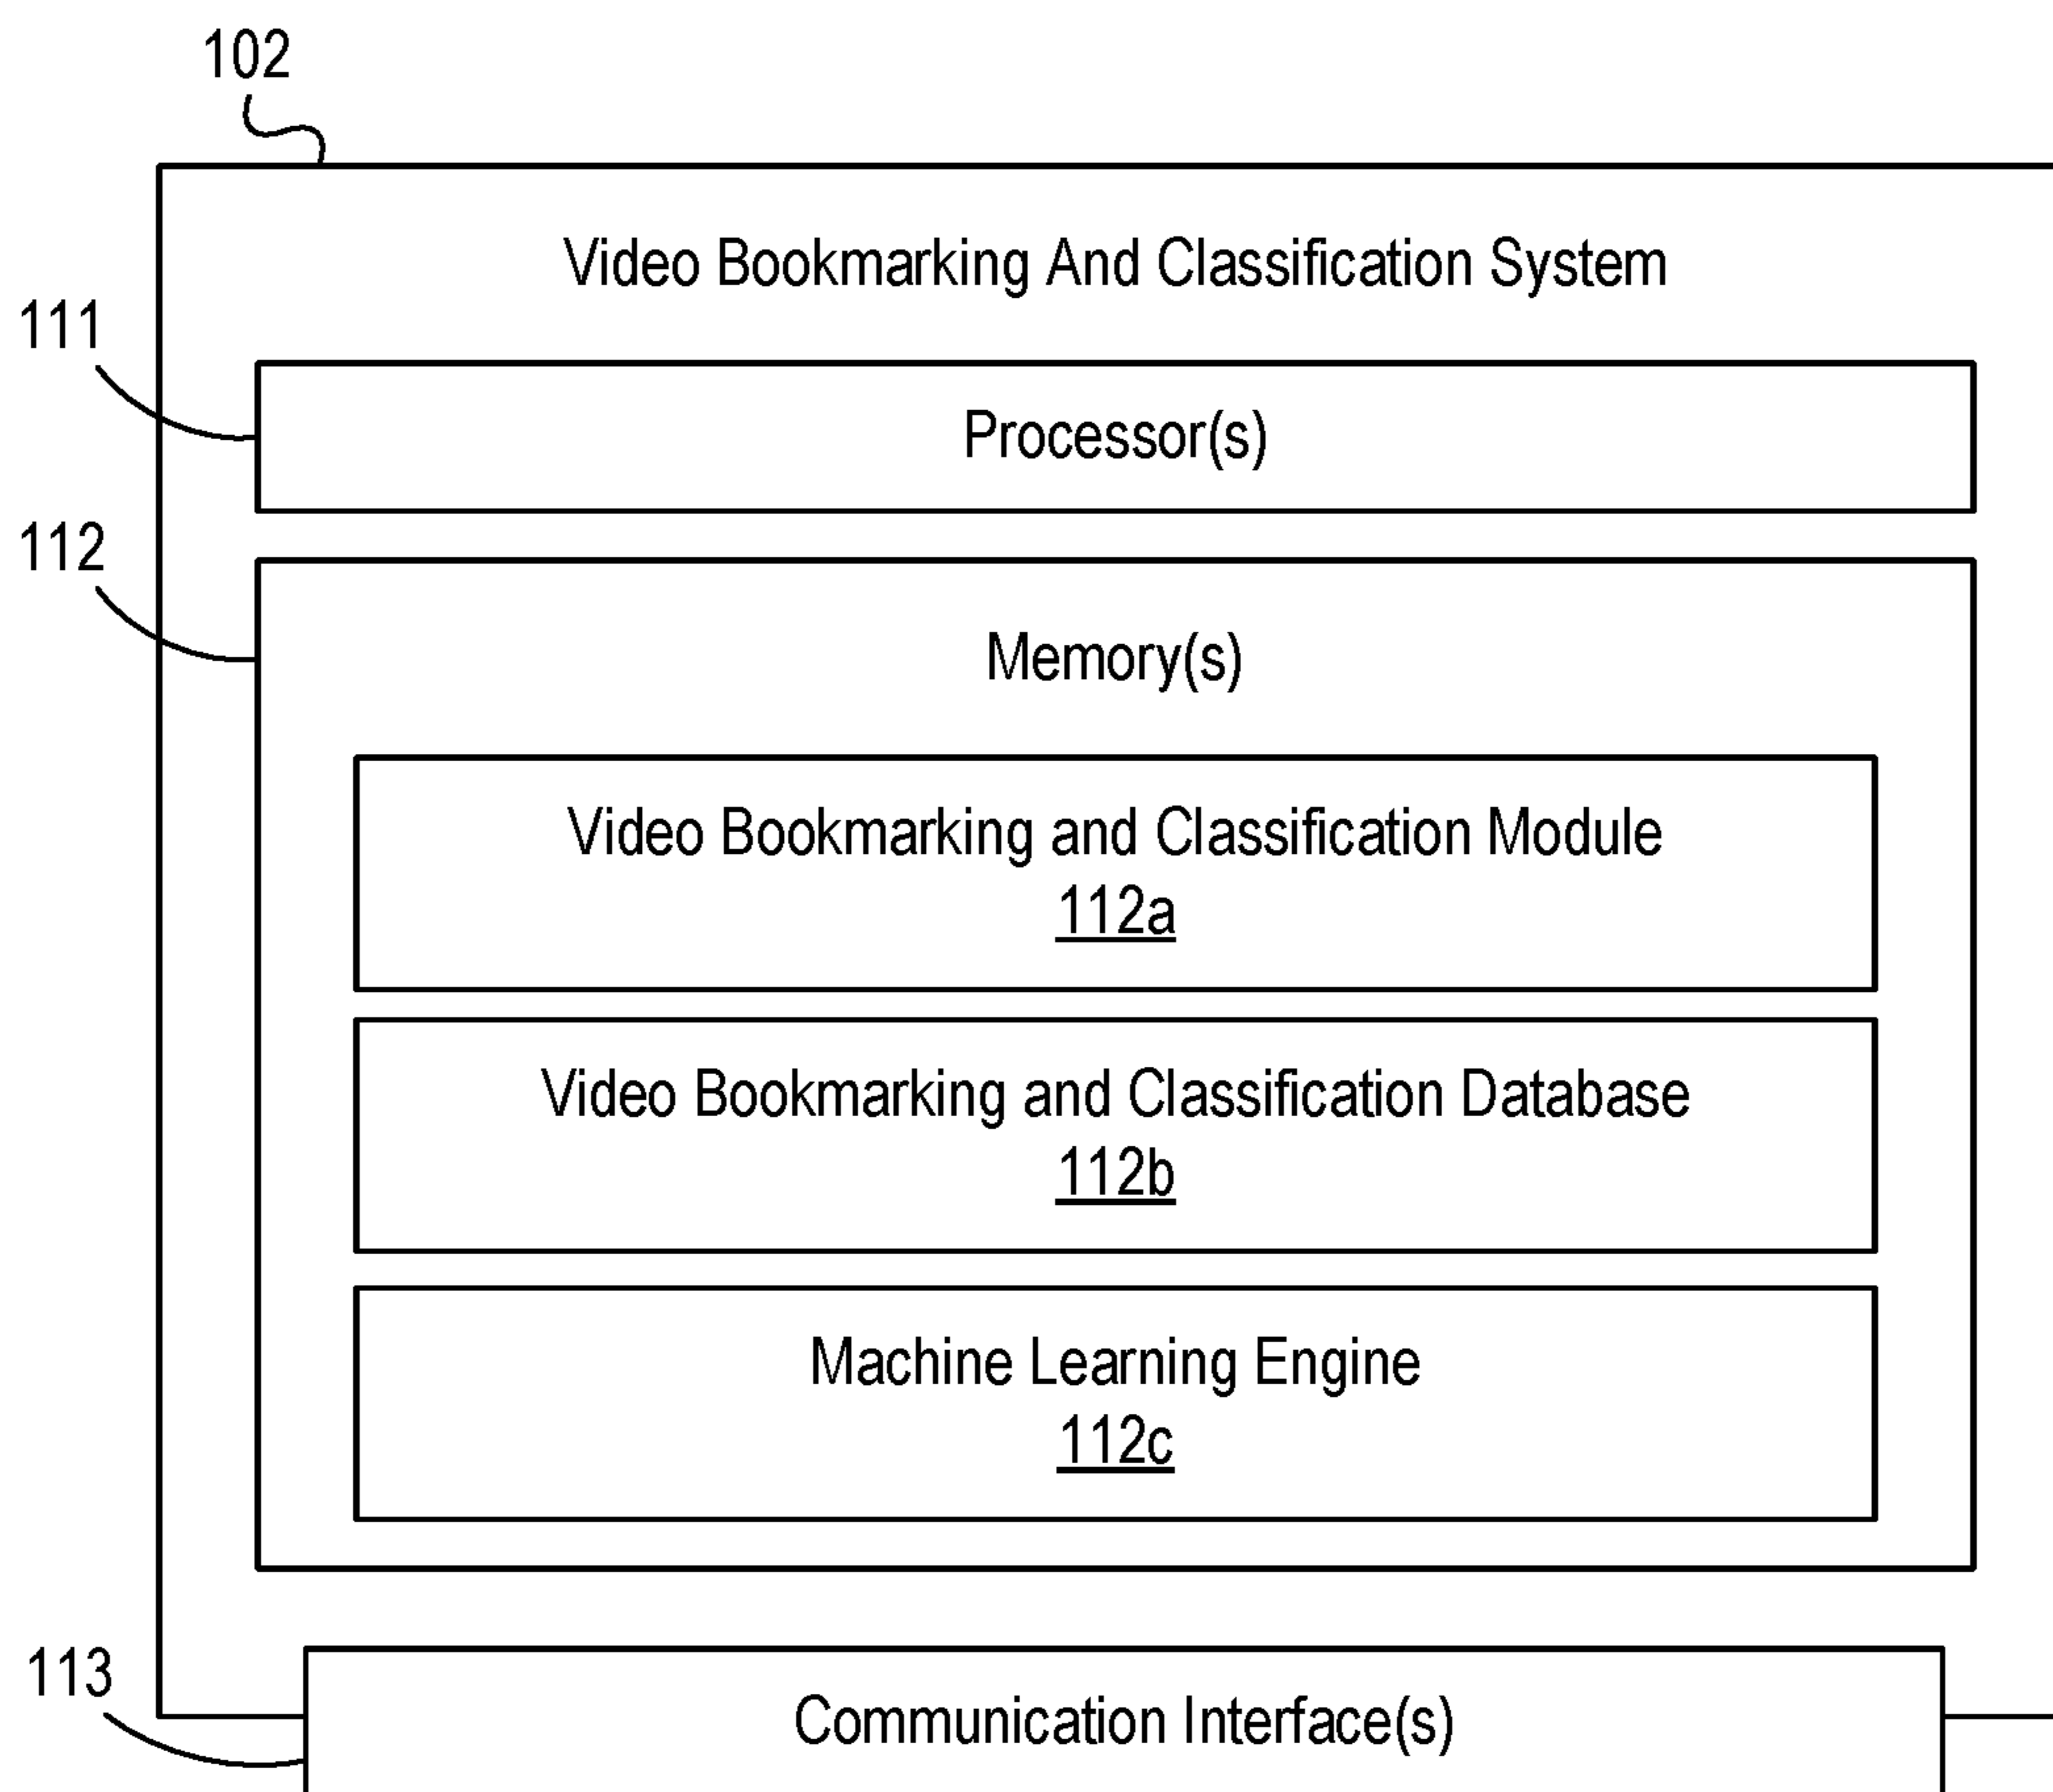 102
Video Bookmarking And Classification System
111
Processor(s)
112
Memory(s)
Video Bookmarking and Classification Module
112a
Video Bookmarking and Classification Database
112b
Machine Learning Engine
112c
113
Communication Interface(s)